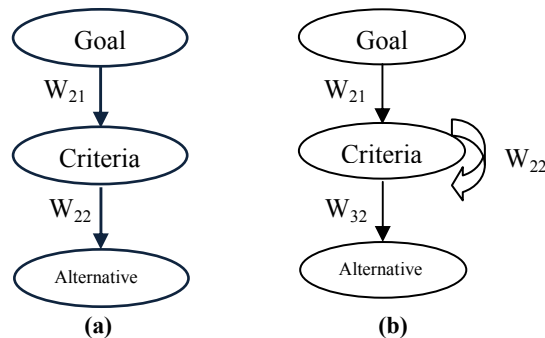 Goal
W21
Criteria
W22
Alternative
(a)
Goal
W21
Criteria
W22
W32
Alternative
(b)